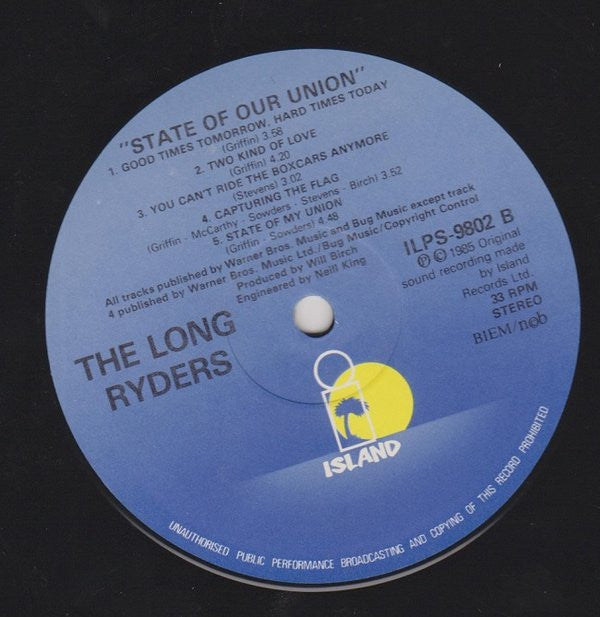 "STATE OF OUR UNION"
1. GOOD TIMES TOMORROW, HARD TIMES TODAY
(Griffin) 3.58
2. TWO KIND OF LOVE
(Griffin) 4.20
3. YOU CAN'T RIDE THE BOXCARS ANYMORE
(Stevens) 3.02
4. CAPTURING THE FLAG
(Griffin - McCarthy - Sowders - Stevens - Birch) 3.52
5. STATE OF MY UNION
(Griffin - Sowders) 4.48
All tracks published by Warner Bros. Music and Bug Music except track
4 published by Warner Bros. Music Ltd./Bug Music/Copyright Control
Produced by Will Birch
Engineered by Neill King
ILPS-9802 B
Ⓟ © 1985 Original
sound recording made
by Island
Records Ltd.
33 RPM
STEREO
BIEM/ncb
THE LONG
RYDERS
ISLAND
UNAUTHORISED PUBLIC PERFORMANCE BROADCASTING AND COPYING OF THIS RECORD PROHIBITED